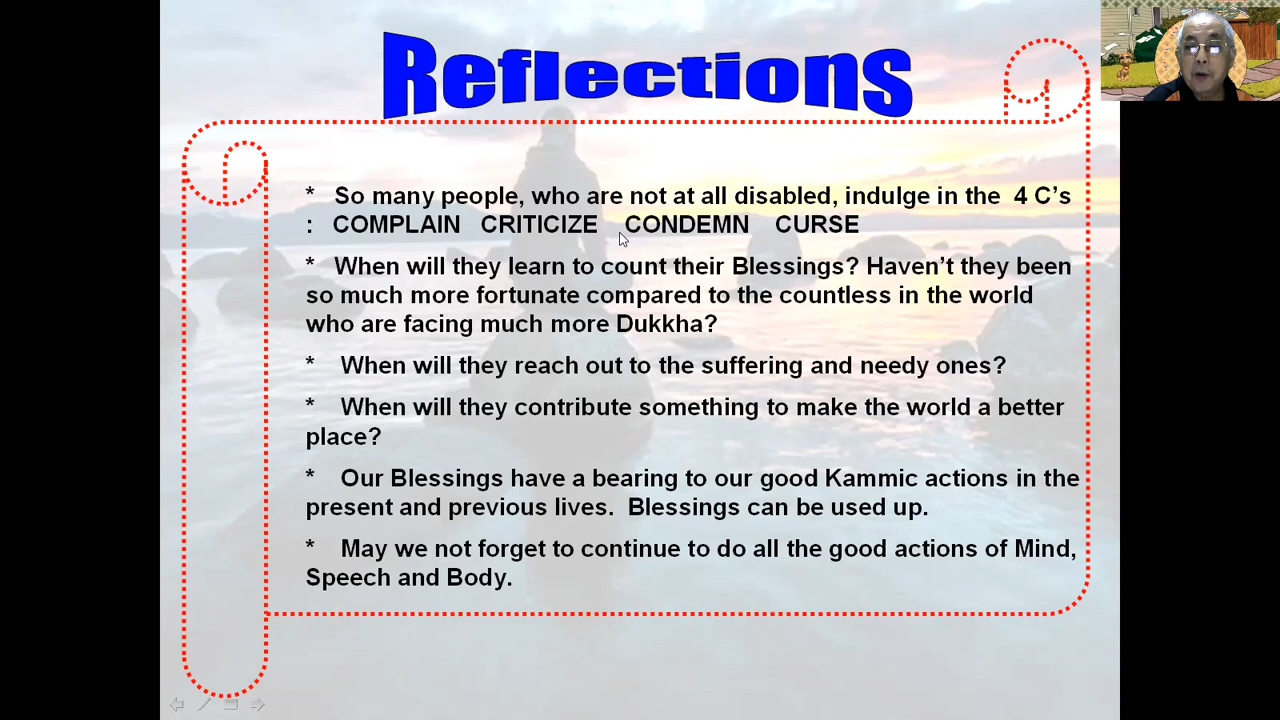 Reflections
* So many people, who are not at all disabled, indulge in the 4 C’s
: COMPLAIN CRITICIZE CONDEMN CURSE
* When will they learn to count their Blessings? Haven’t they been
so much more fortunate compared to the countless in the world
who are facing much more Dukkha?
* When will they reach out to the suffering and needy ones?
* When will they contribute something to make the world a better
place?
* Our Blessings have a bearing to our good Kammic actions in the
present and previous lives. Blessings can be used up.
* May we not forget to continue to do all the good actions of Mind,
Speech and Body.